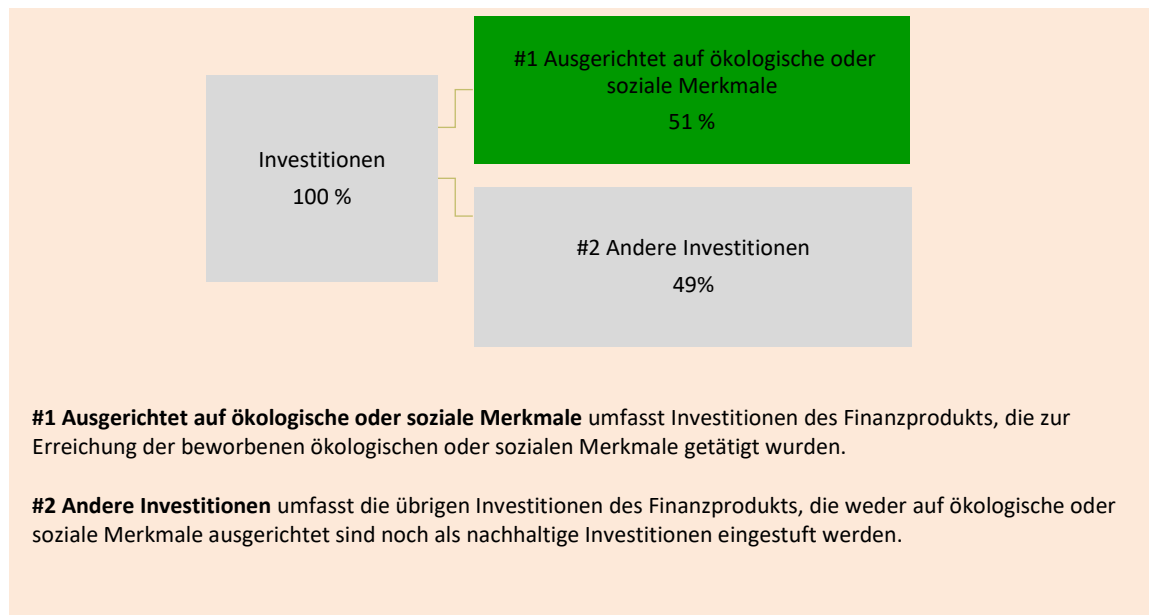 #1 Ausgerichtet auf ökologische oder
soziale Merkmale
51 %
Investitionen
100 %
#2 Andere Investitionen
49%
#1 Ausgerichtet auf ökologische oder soziale Merkmale umfasst Investitionen des Finanzprodukts, die zur
Erreichung der beworbenen ökologischen oder sozialen Merkmale getätigt wurden.
#2 Andere Investitionen umfasst die übrigen Investitionen des Finanzprodukts, die weder auf ökologische oder
soziale Merkmale ausgerichtet sind noch als nachhaltige Investitionen eingestuft werden.